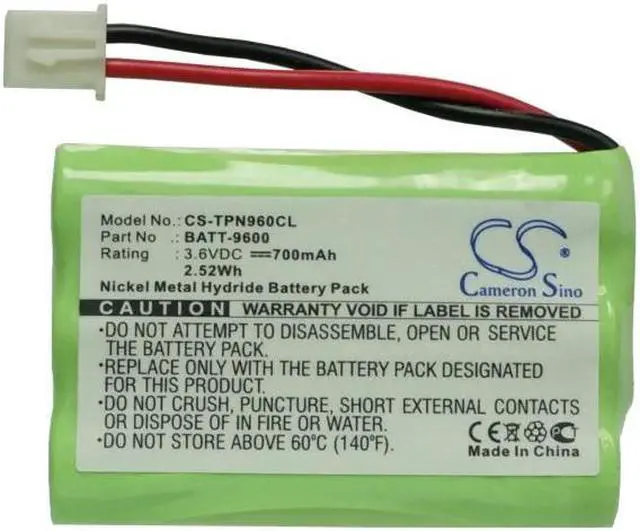 Model No.: CS-TPN960CL
Part No : BATT-9600
Rating : 3.6VDC ⎓700mAh
2.52Wh
Nickel Metal Hydride Battery Pack
CS
Cameron Sino
CAUTION WARRANTY VOID IF LABEL IS REMOVED
•DO NOT ATTEMPT TO DISASSEMBLE, OPEN OR SERVICE
THE BATTERY PACK.
•REPLACE ONLY WITH THE BATTERY PACK DESIGNATED
FOR THIS EQUIPMENT
•DO NOT CRUSH, PUNCTURE, SHORT EXTERNAL CONTACTS
OR DISPOSE OF IN FIRE OR WATER
•DO NOT STORE ABOVE 60°C (140°F).
CE
Made In China